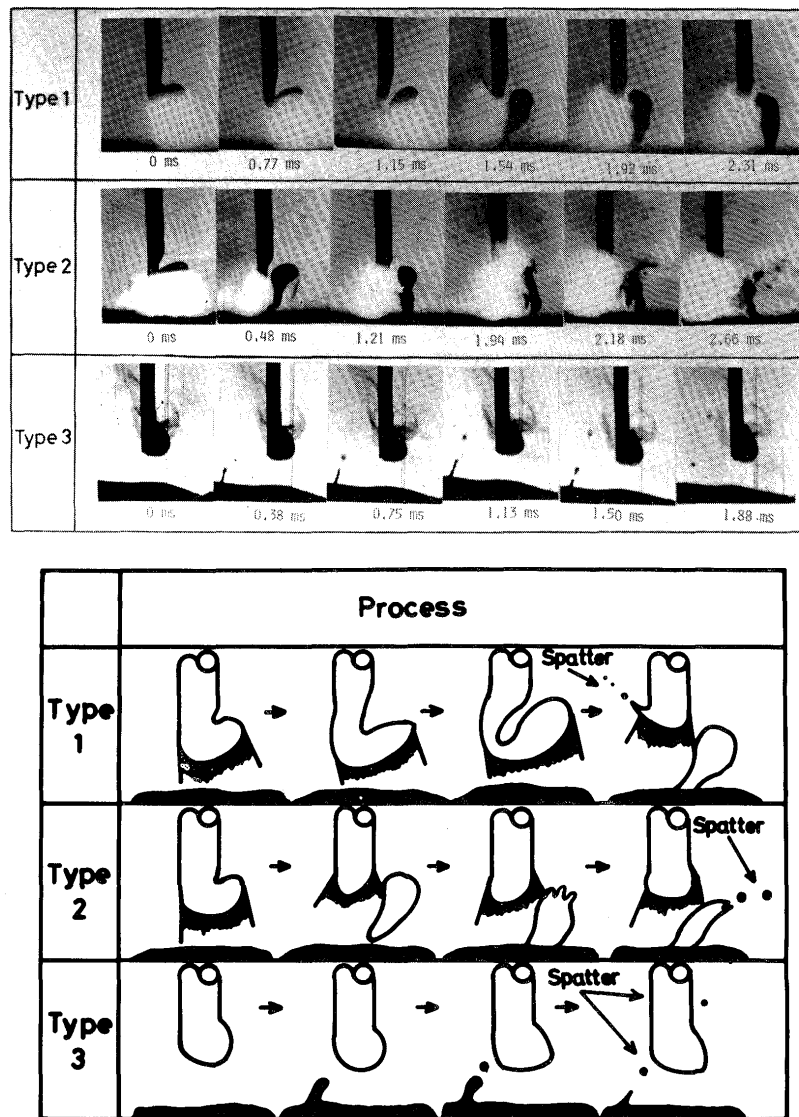 Type 1
0 ms 0.77 ms 1.15 ms 1.54 ms 1.92 ms 2.31 ms
Type 2
0 ms 0.48 ms 1.21 ms 1.94 ms 2.18 ms 2.66 ms
Type 3
0 ms 0.38 ms 0.75 ms 1.13 ms 1.50 ms 1.88 ms
Process
Type
1
Spatter
Type
2
Spatter
Type
3
Spatter